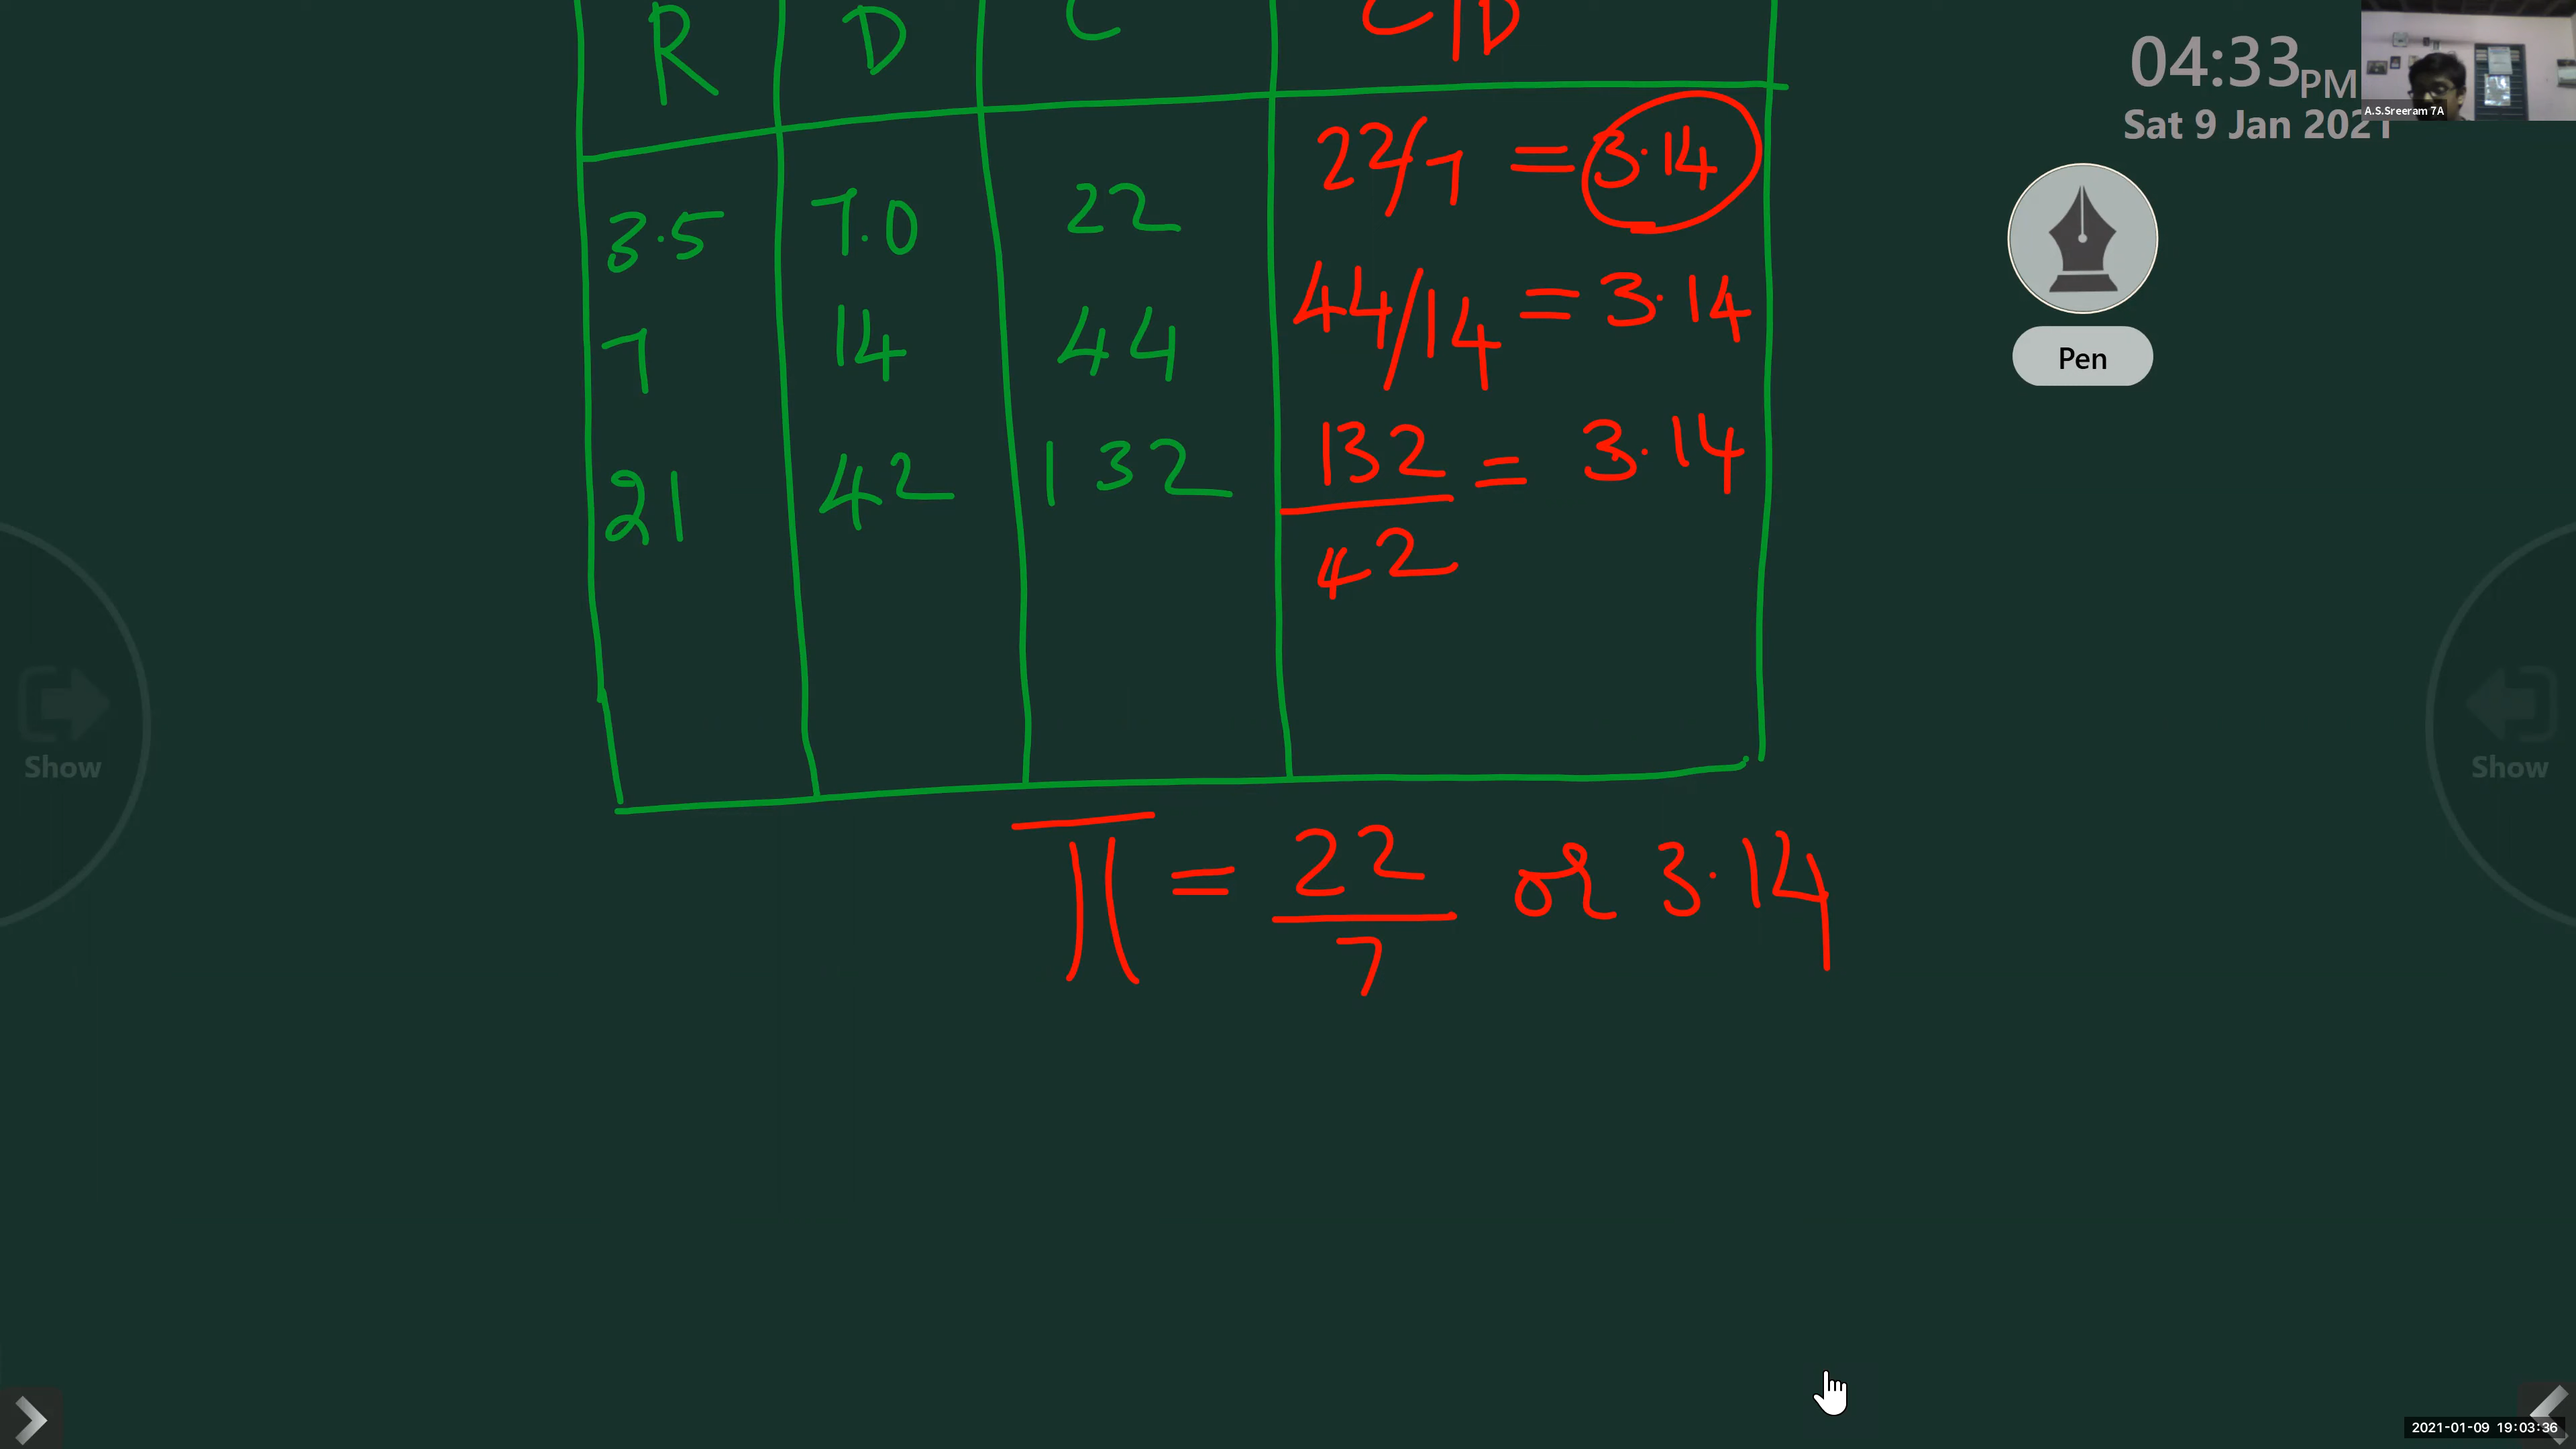 R D C C/D
04:33 PM
Sat 9 Jan 2021
A.S.Sreeram 7A
3.5 7.0 22 22/7 = 3.14
Pen
7 14 44 44/14 = 3.14
21 42 132 132/42 = 3.14
Show
Show
π = 22/7 or 3.14
2021-01-09 19:03:36